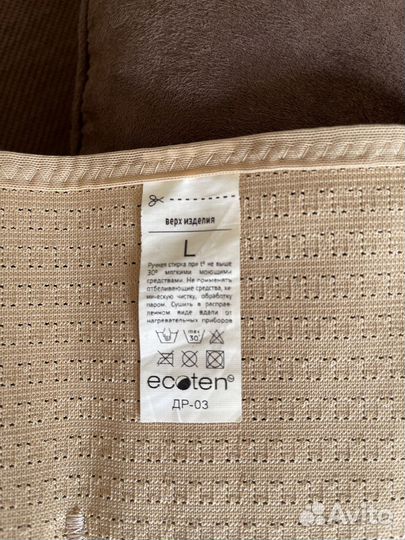 верх изделия
L
Ручная стирка при t° не выше
30° мягкими моющими
средствами. Не применять
отбеливающие средства, хи-
мическую чистку, обработку
паром. Сушить в расправ-
ленном виде вдали от
нагревательных приборов
max
30°
ecoten
ДР-03
Avito